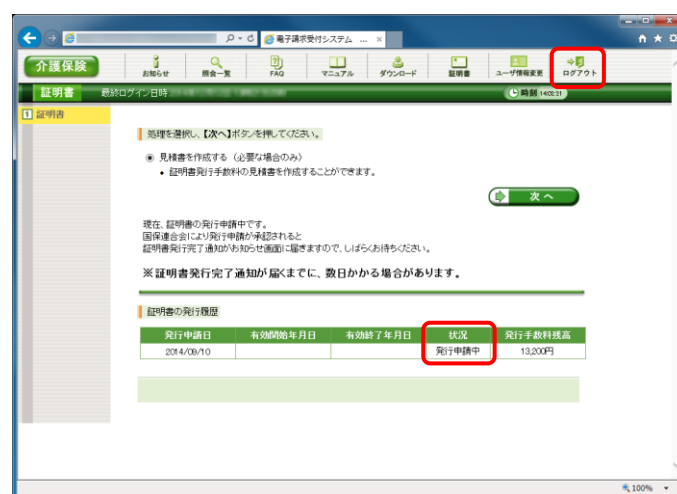 電子請求受付システム ... ×
介護保険
お知らせ
照会一覧
FAQ
マニュアル
ダウンロード
証明書
ユーザ情報変更
ログアウト
証明書
最終ログイン日時
時刻 14:02:31
1 証明書
処理を選択し、【次へ】ボタンを押してください。
見積書を作成する（必要な場合のみ）
• 証明書発行手数料の見積書を作成することができます。
次へ
現在、証明書の発行申請中です。
国保連合会により発行申請が承認されると
証明書発行完了通知がお知らせ画面に届きますので、しばらくお待ちください。
※証明書発行完了通知が届くまでに、数日かかる場合があります。
証明書の発行履歴
発行申請日 有効開始年月日 有効終了年月日 状況 発行手数料残高
2014/09/10 発行申請中 13,200円
100%